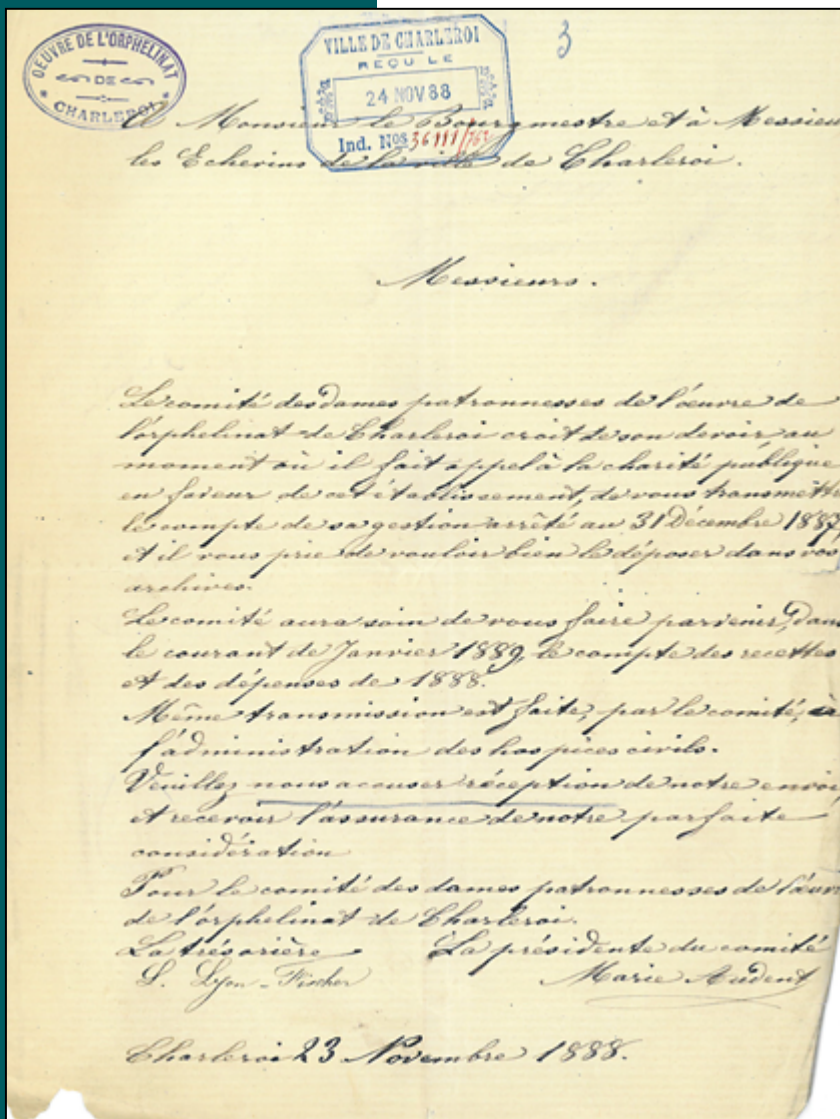 OEUVRE DE L'ORPHELINAT
DE
CHARLEROI
VILLE DE CHARLEROI
REÇU LE
24 NOV 88
Ind. Nos 36111/
3
A Monsieur le Bourgmestre et à Messieu
les Echevins de la ville de Charleroi.
Messieurs.
Le comité des Dames patronnesses de l'œuvre de
l'orphelinat de Charleroi croit de son devoir, au
moment où il fait appel à la charité publique
en faveur de cet établissement, de vous transmettre
le compte de sa gestion arrêté au 31 Décembre 1887,
et il vous prie de vouloir bien le déposer dans vos
archives.
Le comité aura soin de vous faire parvenir, dans
le courant de Janvier 1889, le compte des recettes
et des dépenses de 1888.
Même transmission est faite, par le comité, à
l'administration des hospices civils.
Veuillez nous accuser réception de notre envoi
et recevoir l'assurance de notre parfaite
considération
Pour le comité des dames patronnesses de l'œuvr
de l'orphelinat de Charleroi.
La trésorière La présidente du comité
L. Lyon-Fischer Marie Audent
Charleroi 23 Novembre 1888.